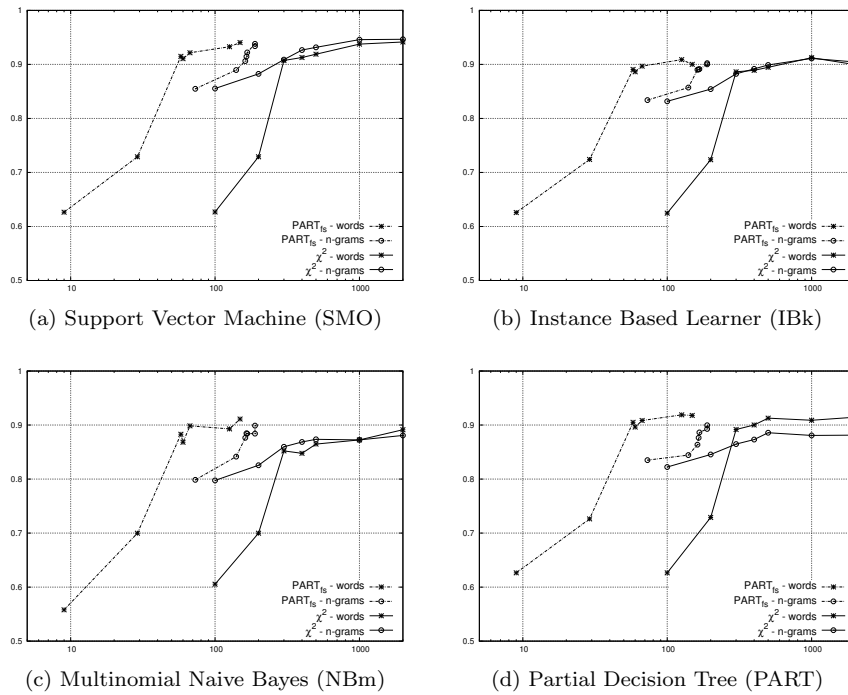 1
0.9
0.8
0.7
0.6
0.5
10
100
1000
PARTfs - words
PARTfs - n-grams
χ2 - words
χ2 - n-grams
(a) Support Vector Machine (SMO)
1
0.9
0.8
0.7
0.6
0.5
10
100
1000
PARTfs - words
PARTfs - n-grams
χ2 - words
χ2 - n-grams
(b) Instance Based Learner (IBk)
1
0.9
0.8
0.7
0.6
0.5
10
100
1000
PARTfs - words
PARTfs - n-grams
χ2 - words
χ2 - n-grams
(c) Multinomial Naive Bayes (NBm)
1
0.9
0.8
0.7
0.6
0.5
10
100
1000
PARTfs - words
PARTfs - n-grams
χ2 - words
χ2 - n-grams
(d) Partial Decision Tree (PART)